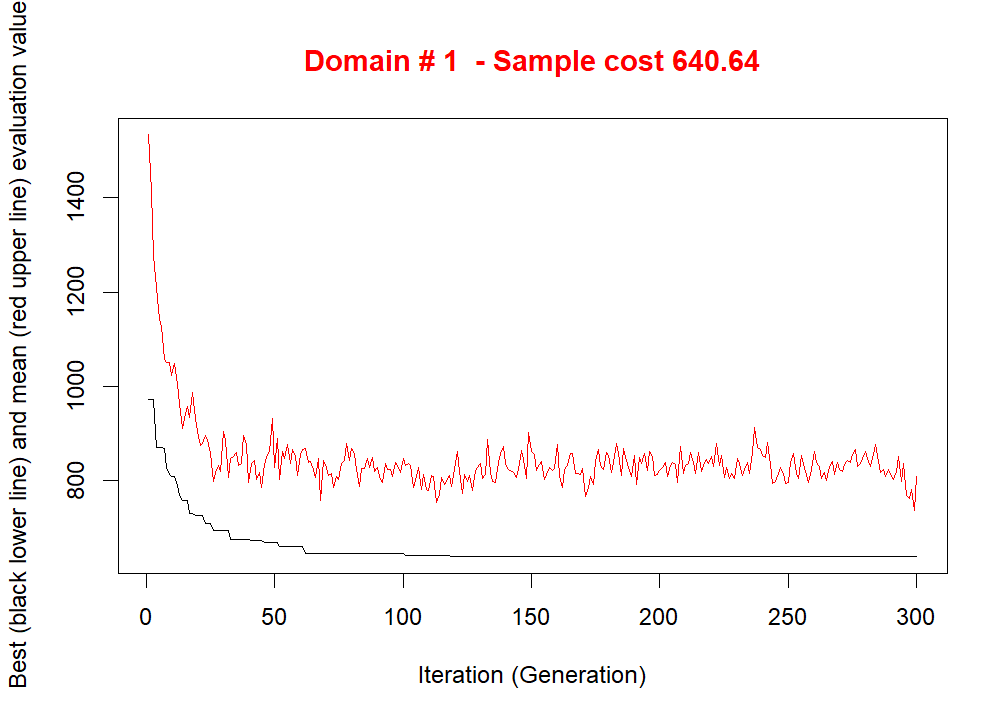 Domain # 1  - Sample cost 640.64
Best (black lower line) and mean (red upper line) evaluation value
1400
1200
1000
800
0 50 100 150 200 250 300
Iteration (Generation)